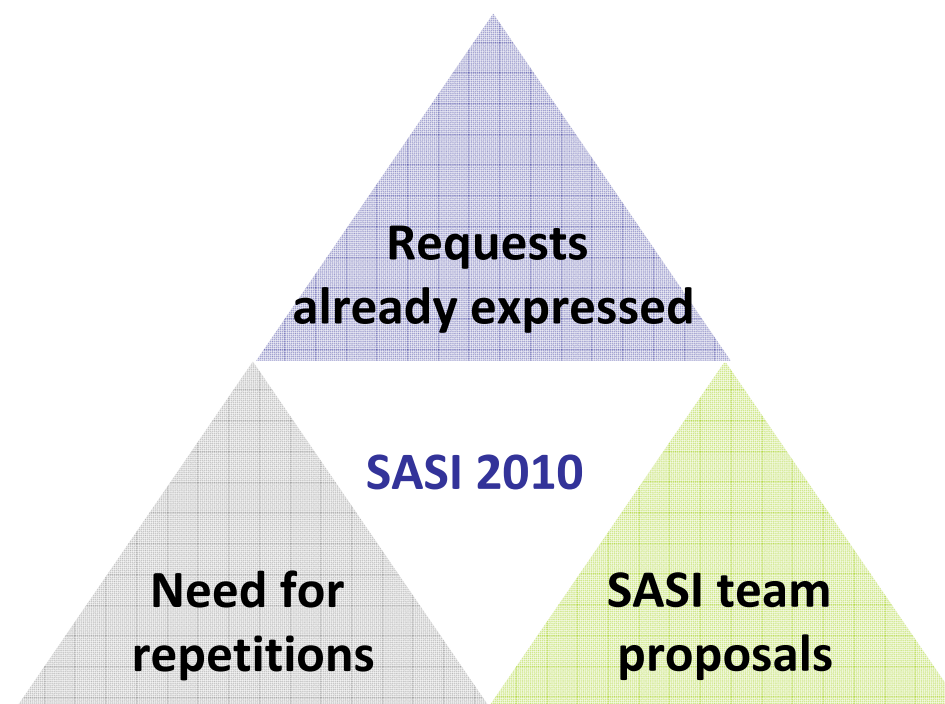 Requests
already expressed
SASI 2010
Need for
repetitions
SASI team
proposals